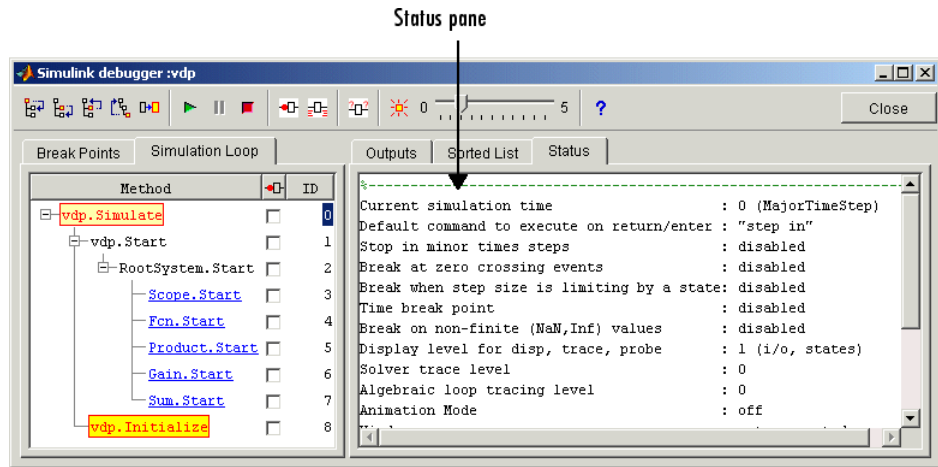 Status pane
Simulink debugger :vdp
0 5 ? Close
Break Points Simulation Loop
Outputs Sorted List Status
Method ID
vdp.Simulate 0
vdp.Start 1
RootSystem.Start 2
Scope.Start 3
Fcn.Start 4
Product.Start 5
Gain.Start 6
Sum.Start 7
vdp.Initialize 8
%----------------------------------------------------------------
Current simulation time : 0 (MajorTimeStep)
Default command to execute on return/enter : "step in"
Stop in minor times steps : disabled
Break at zero crossing events : disabled
Break when step size is limiting by a state: disabled
Time break point : disabled
Break on non-finite (NaN,Inf) values : disabled
Display level for disp, trace, probe : 1 (i/o, states)
Solver trace level : 0
Algebraic loop tracing level : 0
Animation Mode : off